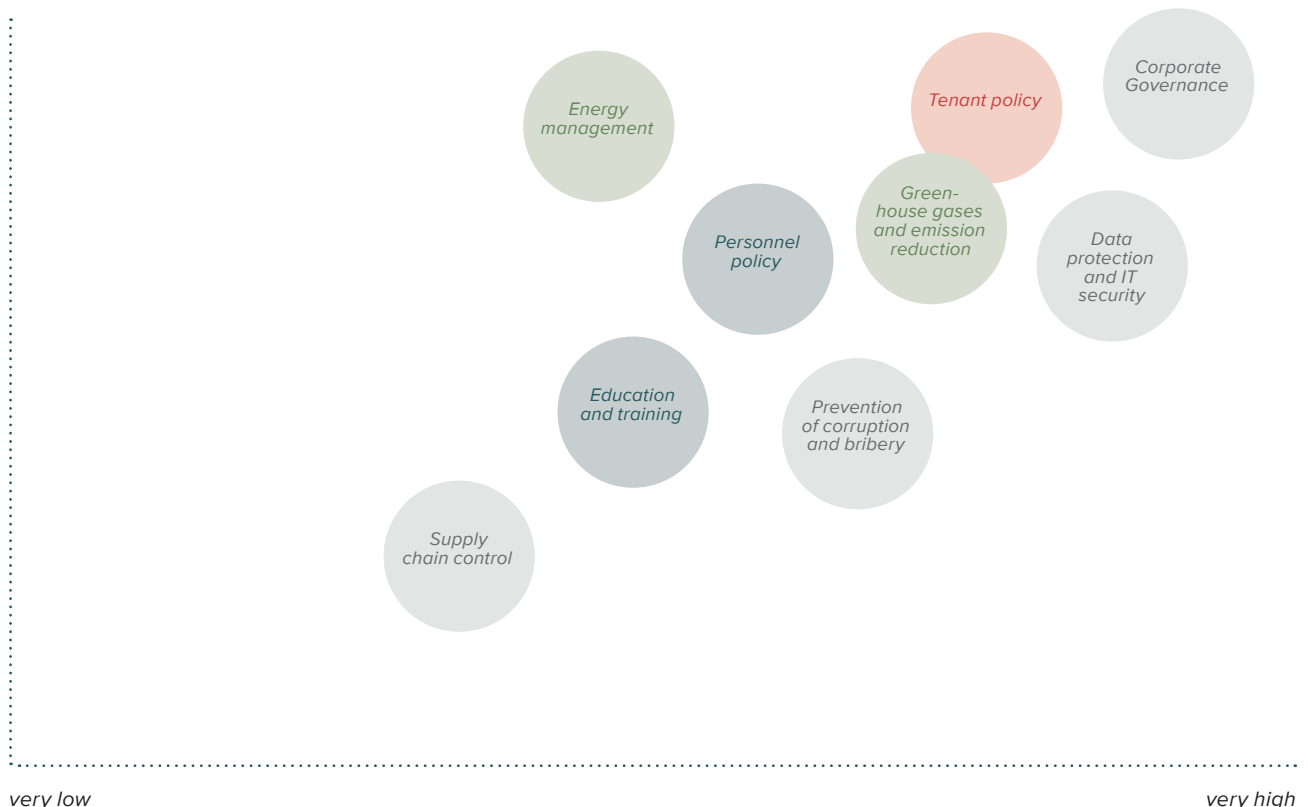 Corporate
Governance
Tenant policy
Energy
management
Green-
house gases
and emission
reduction
Personnel
policy
Data
protection
and IT
security
Education
and training
Prevention
of corruption
and bribery
Supply
chain control
very low
very high